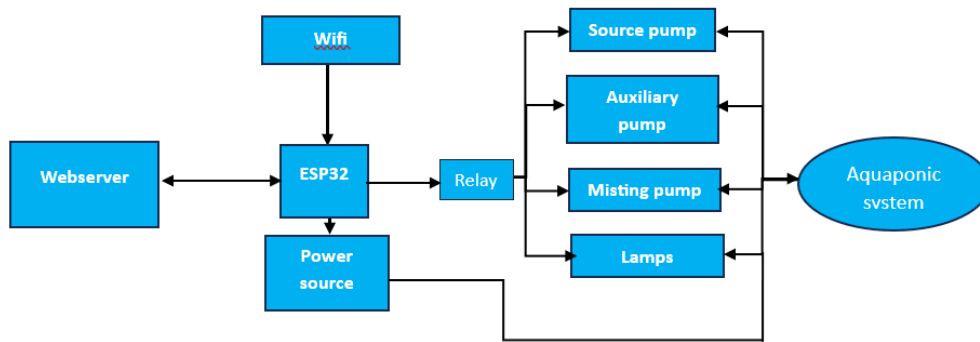 Wifi
Source pump
Auxiliary
pump
Webserver
ESP32
Relay
Misting pump
Aquaponic
system
Power
source
Lamps